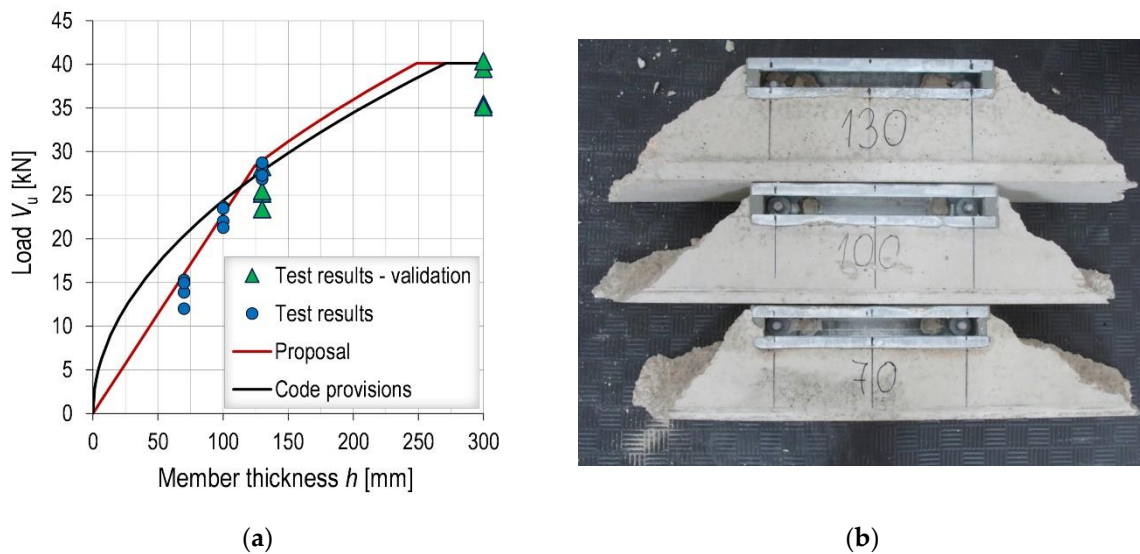 45
40
35
30
25
20
15
10
5
0
Load Vu [kN]
Test results - validation
Test results
Proposal
Code provisions
0 50 100 150 200 250 300
Member thickness h [mm]
(a)
130
100
70
(b)